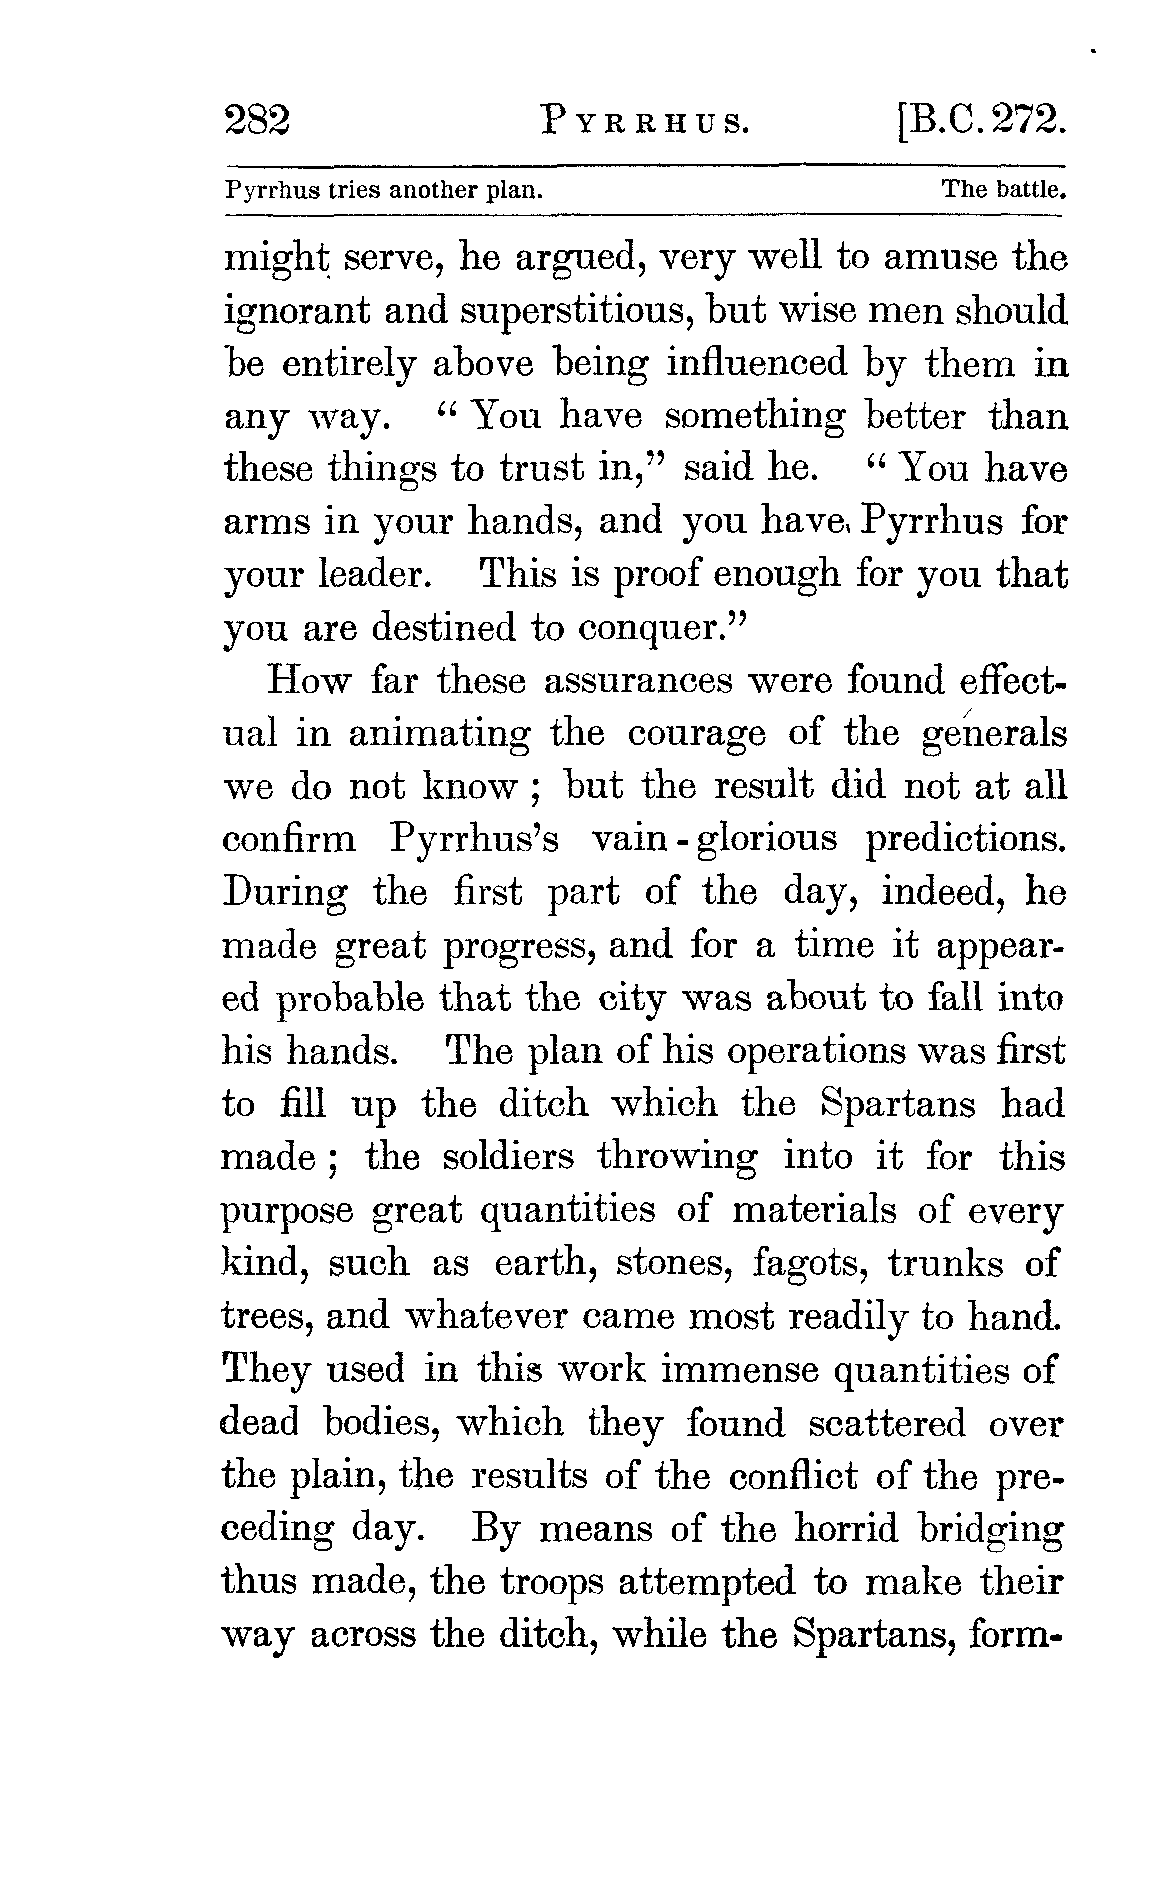 282 PYRRHUS. [B.C. 272.
Pyrrhus tries another plan. The battle.
might serve, he argued, very well to amuse the
ignorant and superstitious, but wise men should
be entirely above being influenced by them in
any way. “ You have something better than
these things to trust in,” said he. “ You have
arms in your hands, and you have Pyrrhus for
your leader. This is proof enough for you that
you are destined to conquer.”
How far these assurances were found effect-
ual in animating the courage of the generals
we do not know ; but the result did not at all
confirm Pyrrhus’s vain - glorious predictions.
During the first part of the day, indeed, he
made great progress, and for a time it appear-
ed probable that the city was about to fall into
his hands. The plan of his operations was first
to fill up the ditch which the Spartans had
made ; the soldiers throwing into it for this
purpose great quantities of materials of every
kind, such as earth, stones, fagots, trunks of
trees, and whatever came most readily to hand.
They used in this work immense quantities of
dead bodies, which they found scattered over
the plain, the results of the conflict of the pre-
ceding day. By means of the horrid bridging
thus made, the troops attempted to make their
way across the ditch, while the Spartans, form-